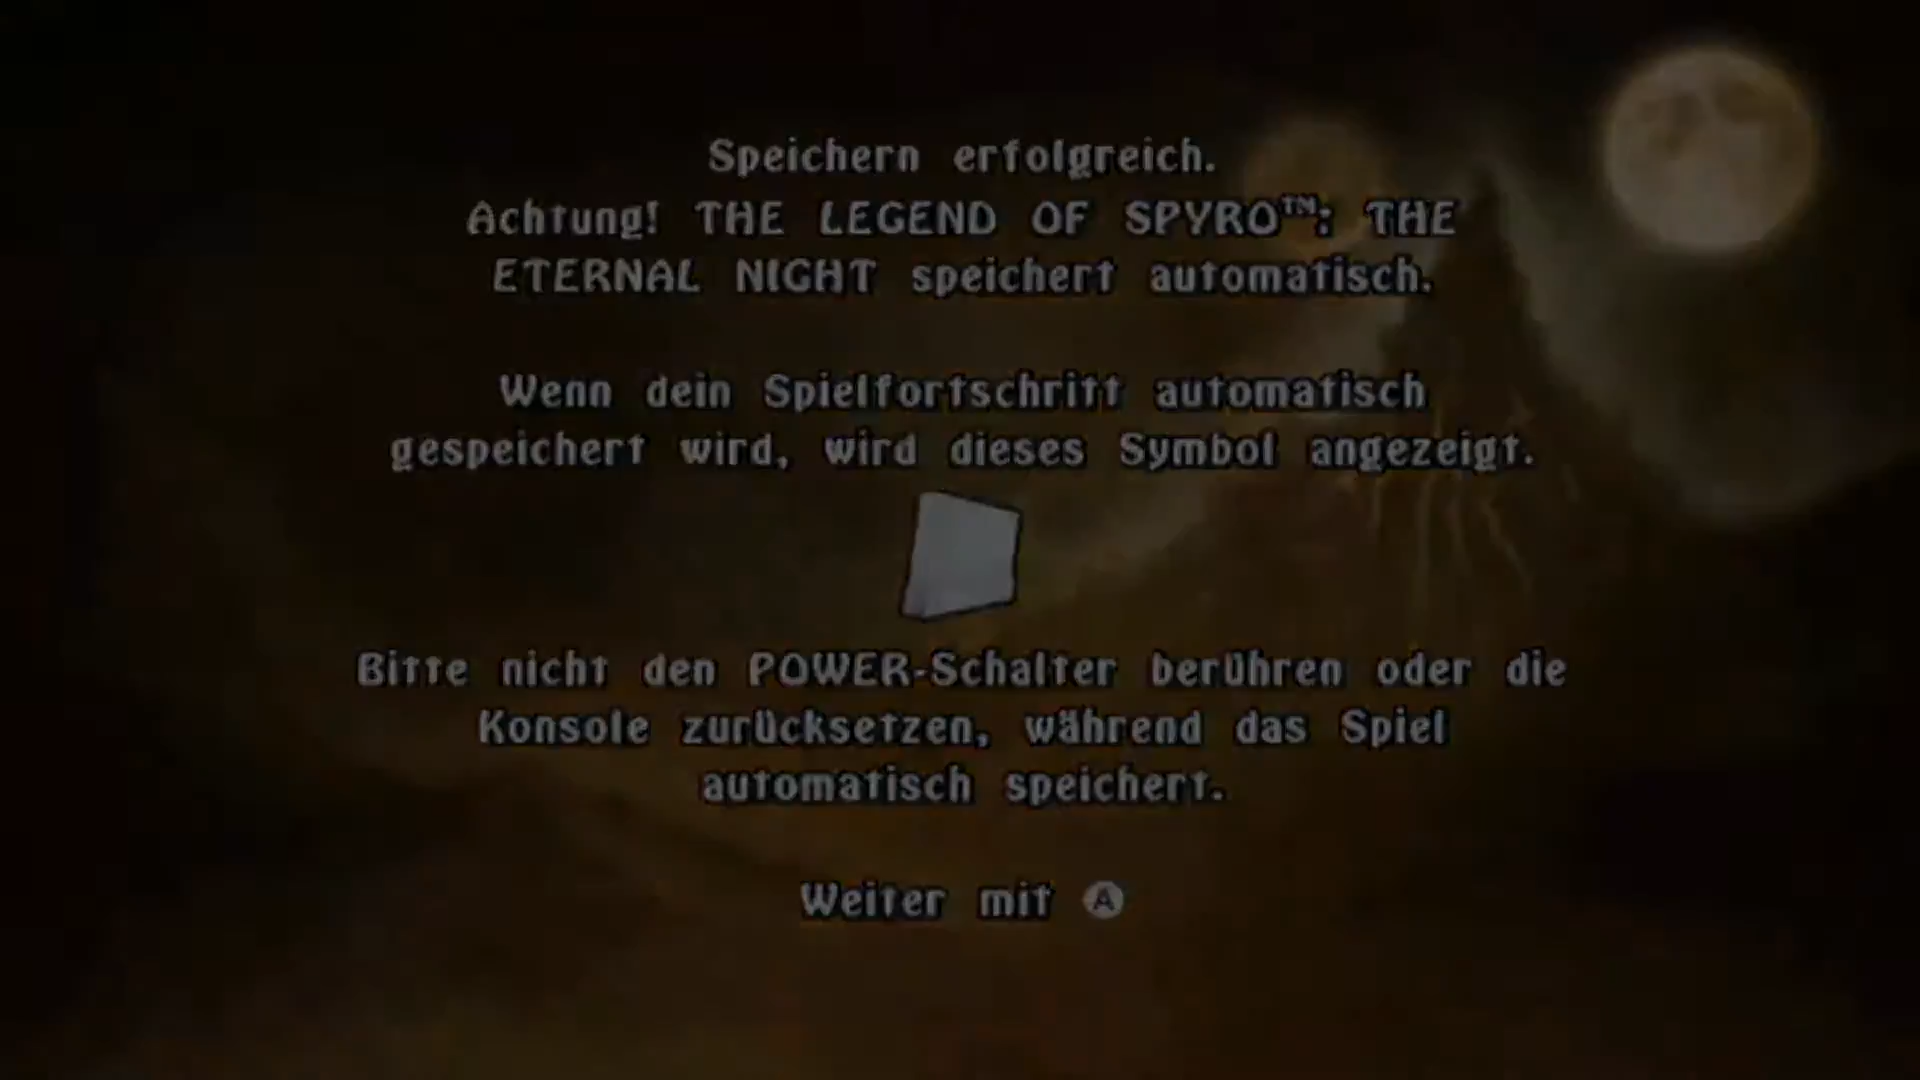 Speichern erfolgreich.
Achtung! THE LEGEND OF SPYRO™: THE
ETERNAL NIGHT speichert automatisch.
Wenn dein Spielfortschritt automatisch
gespeichert wird, wird dieses Symbol angezeigt.
Bitte nicht den POWER-Schalter berühren oder die
Konsole zurücksetzen, während das Spiel
automatisch speichert.
Weiter mit A